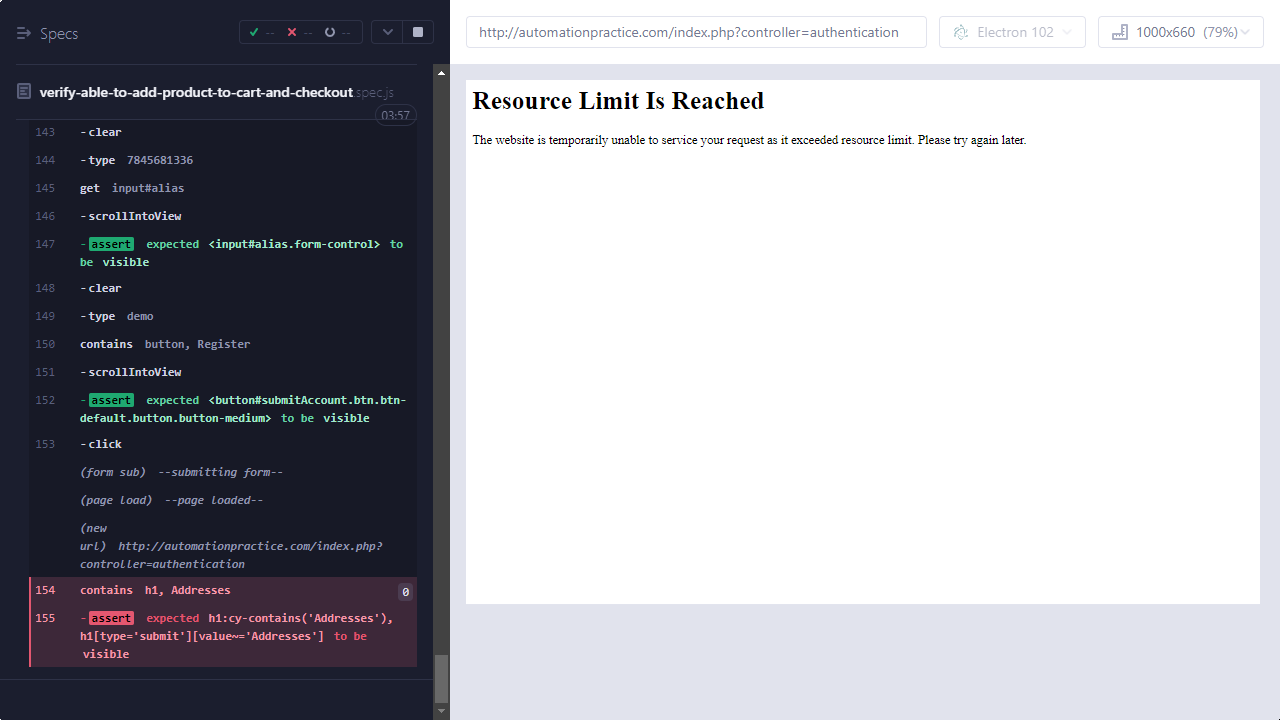 Specs
--
--
--
verify-able-to-add-product-to-cart-and-checkout.spec.js
03:57
143 -clear
144 -type 7845681336
145 get input#alias
146 -scrollIntoView
147 -assert expected <input#alias.form-control> to
be visible
148 -clear
149 -type demo
150 contains button, Register
151 -scrollIntoView
152 -assert expected <button#submitAccount.btn.btn-
default.button.button-medium> to be visible
153 -click
(form sub) --submitting form--
(page load) --page loaded--
(new
url) http://automationpractice.com/index.php?
controller=authentication
154 contains h1, Addresses 0
155 -assert expected h1:cy-contains('Addresses'),
h1[type='submit'][value~='Addresses'] to be
visible
http://automationpractice.com/index.php?controller=authentication
Electron 102
1000x660 (79%)
Resource Limit Is Reached
The website is temporarily unable to service your request as it exceeded resource limit. Please try again later.